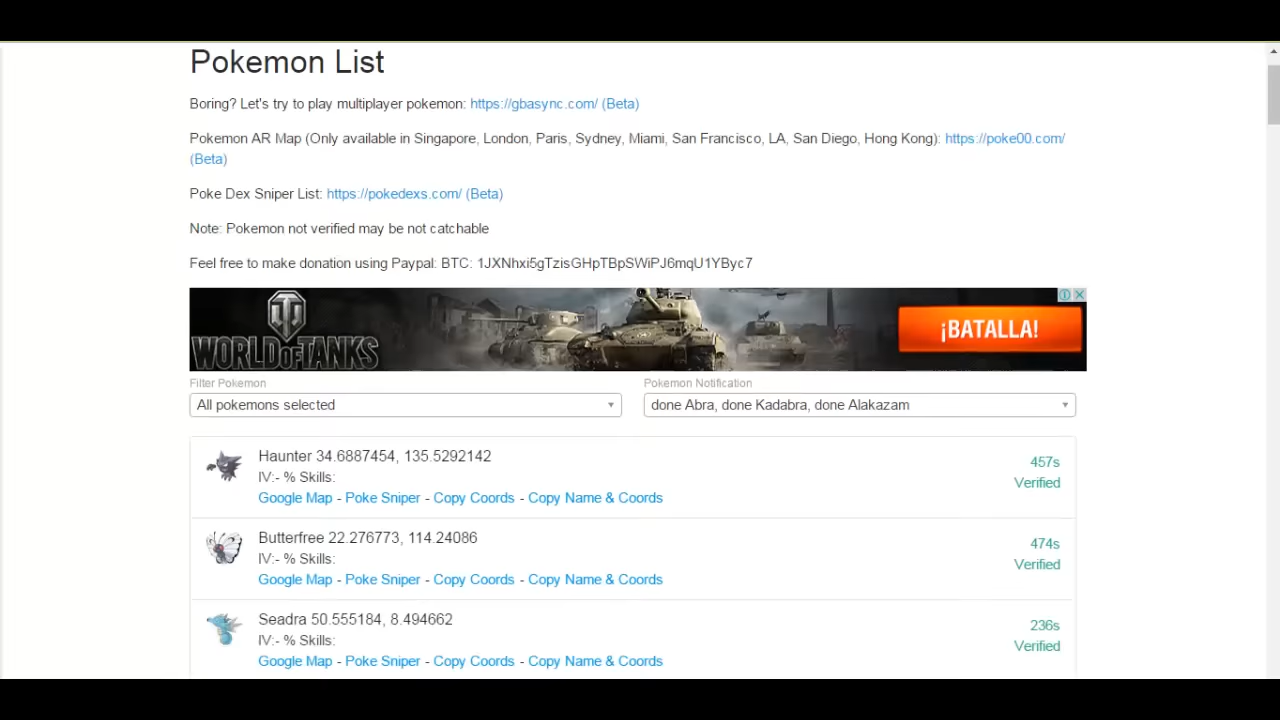 Pokemon List
Boring? Let's try to play multiplayer pokemon: https://gbasync.com/ (Beta)
Pokemon AR Map (Only available in Singapore, London, Paris, Sydney, Miami, San Francisco, LA, San Diego, Hong Kong): https://poke00.com/
(Beta)
Poke Dex Sniper List: https://pokedexs.com/ (Beta)
Note: Pokemon not verified may be not catchable
Feel free to make donation using Paypal: BTC: 1JXNhxi5gTzisGHpTBpSWiPJ6mqU1YByc7
WORLD OF TANKS
¡BATALLA!
Filter Pokemon
Pokemon Notification
All pokemons selected
done Abra, done Kadabra, done Alakazam
Haunter 34.6887454, 135.5292142
457s
IV:- % Skills:
Verified
Google Map - Poke Sniper - Copy Coords - Copy Name & Coords
Butterfree 22.276773, 114.24086
474s
IV:- % Skills:
Verified
Google Map - Poke Sniper - Copy Coords - Copy Name & Coords
Seadra 50.555184, 8.494662
236s
IV:- % Skills:
Verified
Google Map - Poke Sniper - Copy Coords - Copy Name & Coords